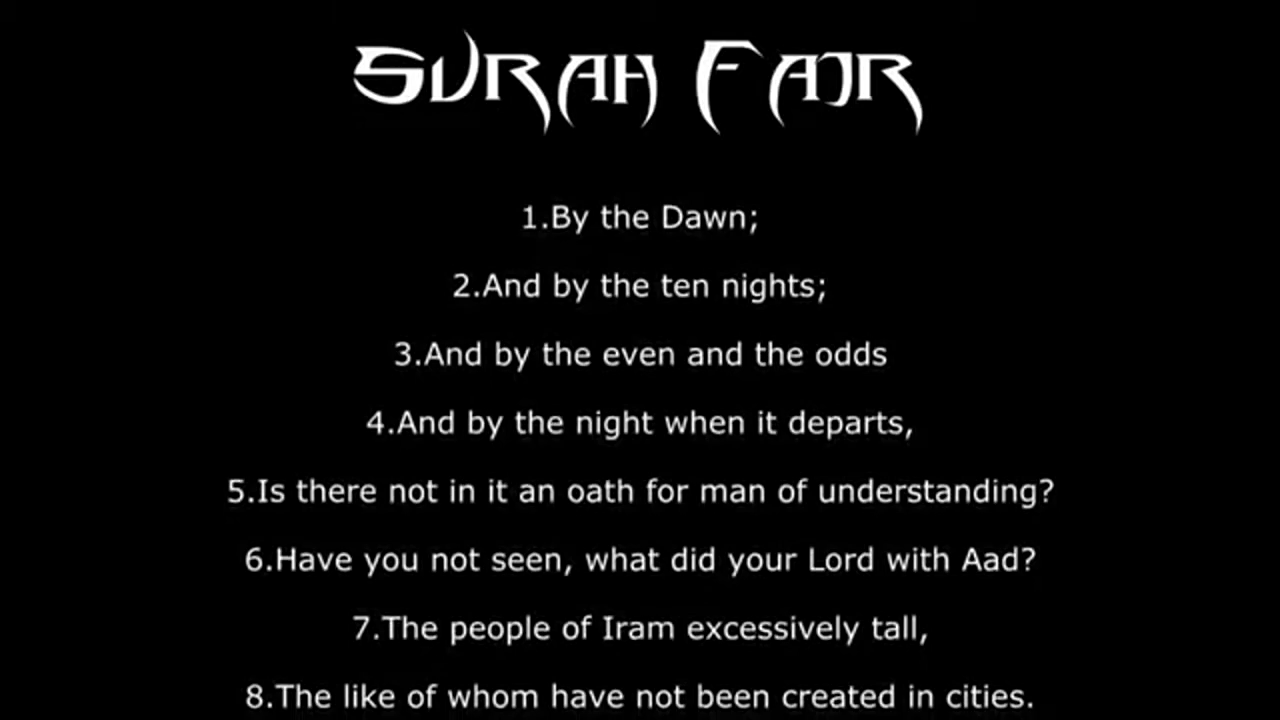 Surah Fajr
1.By the Dawn;
2.And by the ten nights;
3.And by the even and the odds
4.And by the night when it departs,
5.Is there not in it an oath for man of understanding?
6.Have you not seen, what did your Lord with Aad?
7.The people of Iram excessively tall,
8.The like of whom have not been created in cities.